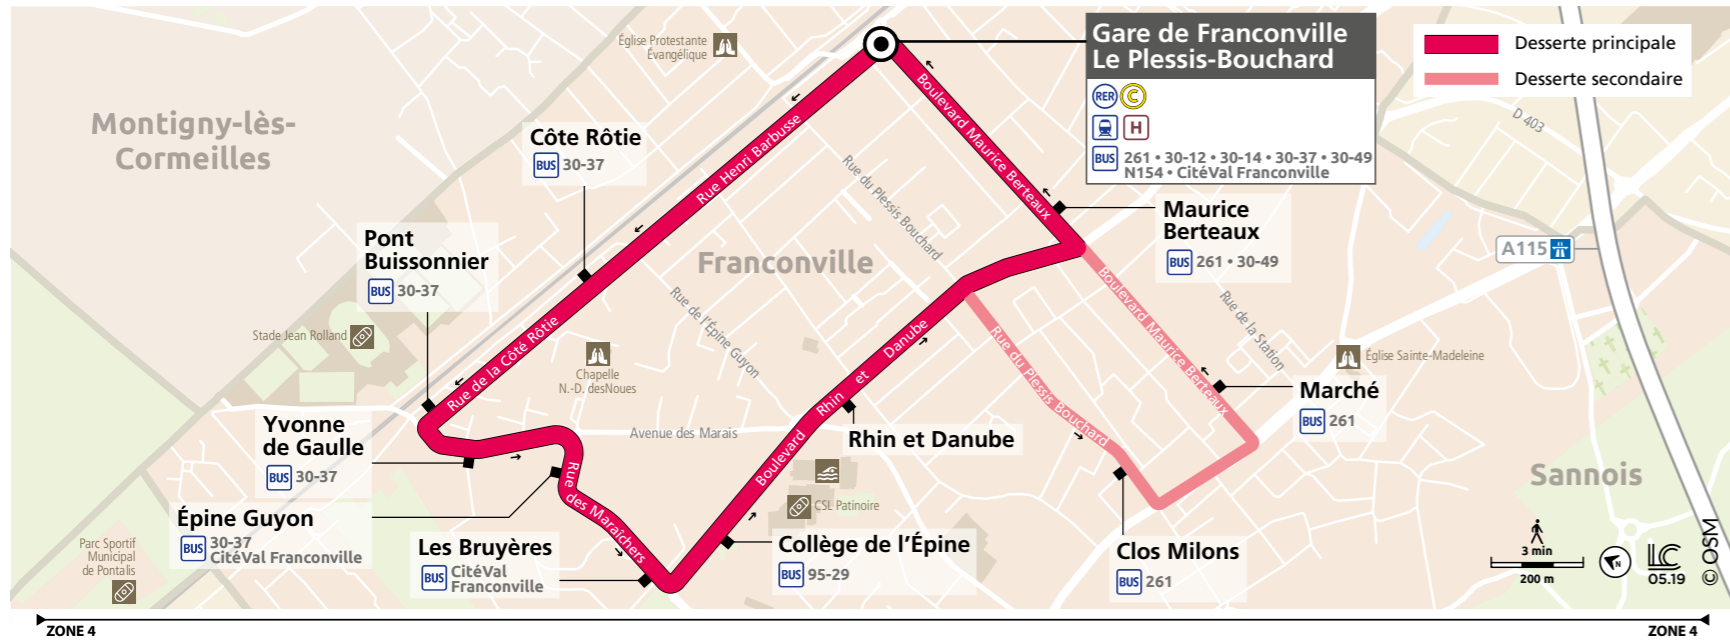 Église Protestante
Évangélique
Gare de Franconville
Le Plessis-Bouchard
RER C
H
BUS 261 • 30-12 • 30-14 • 30-37 • 30-49
N154 • CitéVal Franconville
Desserte principale
Desserte secondaire
D 403
Montigny-lès-
Cormeilles
Côte Rôtie
BUS 30-37
Rue Henri Barbusse
Boulevard Maurice Berteaux
Rue du Plessis Bouchard
Maurice
Berteaux
BUS 261 • 30-49
A115
Pont
Buissonnier
BUS 30-37
Franconville
Rue de l'Épine Guyon
Boulevard Maurice Berteaux
Rue de la Station
Stade Jean Rolland
Rue de la Côté Rôtie
Chapelle
N.-D. desNoues
Boulevard Rhin et Danube
Rue du Plessis Bouchard
Église Sainte-Madeleine
Marché
BUS 261
Yvonne
de Gaulle
BUS 30-37
Avenue des Marais
Rhin et Danube
Rue des Maraîchers
Sannois
CSL Patinoire
Épine Guyon
BUS 30-37
CitéVal Franconville
Parc Sportif
Municipal
de Pontalis
Les Bruyères
BUS CitéVal
Franconville
Collège de l'Épine
BUS 95-29
Clos Milons
BUS 261
3 min
200 m
N
LC
05.19
© OSM
ZONE 4
ZONE 4